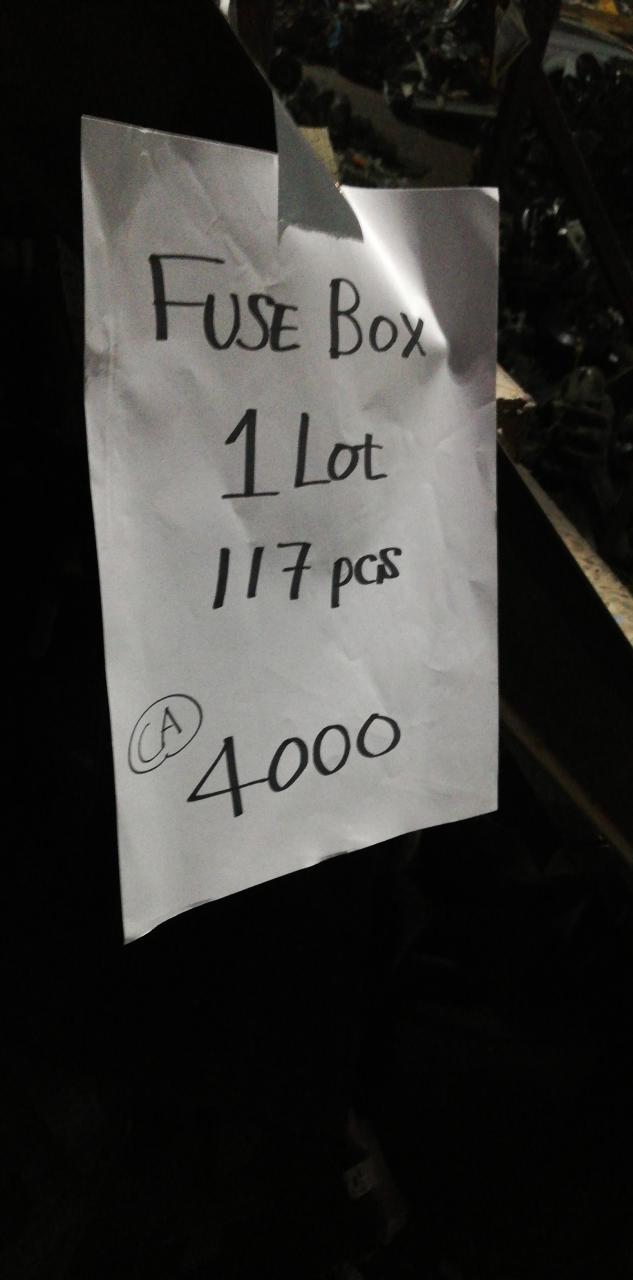 FUSE BOX
1 Lot
117 pcs
CA
4000